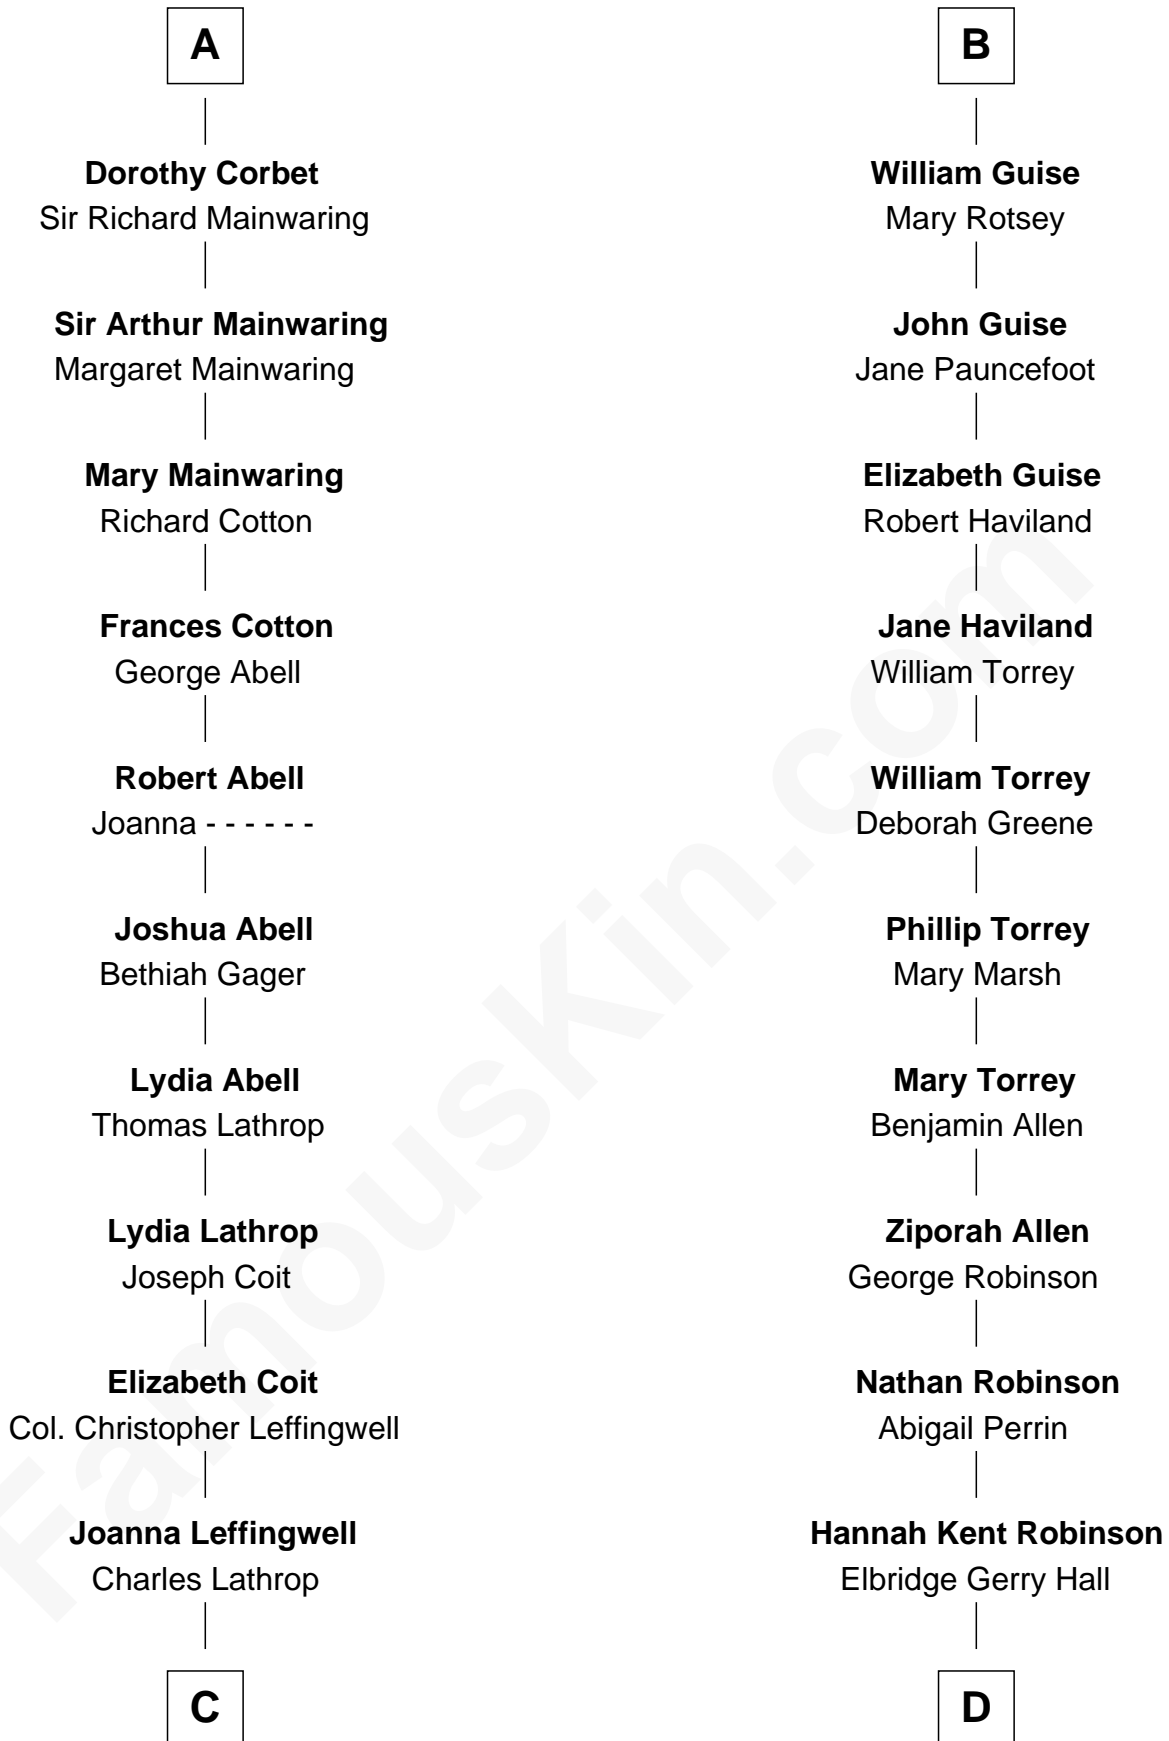 A
Dorothy Corbet
Sir Richard Mainwaring
Sir Arthur Mainwaring
Margaret Mainwaring
Mary Mainwaring
Richard Cotton
Frances Cotton
George Abell
Robert Abell
Joanna - - - - - -
Joshua Abell
Bethiah Gager
Lydia Abell
Thomas Lathrop
Lydia Lathrop
Joseph Coit
Elizabeth Coit
Col. Christopher Leffingwell
Joanna Leffingwell
Charles Lathrop
C
B
William Guise
Mary Rotsey
John Guise
Jane Pauncefoot
Elizabeth Guise
Robert Haviland
Jane Haviland
William Torrey
William Torrey
Deborah Greene
Phillip Torrey
Mary Marsh
Mary Torrey
Benjamin Allen
Ziporah Allen
George Robinson
Nathan Robinson
Abigail Perrin
Hannah Kent Robinson
Elbridge Gerry Hall
D
FamousKin.com